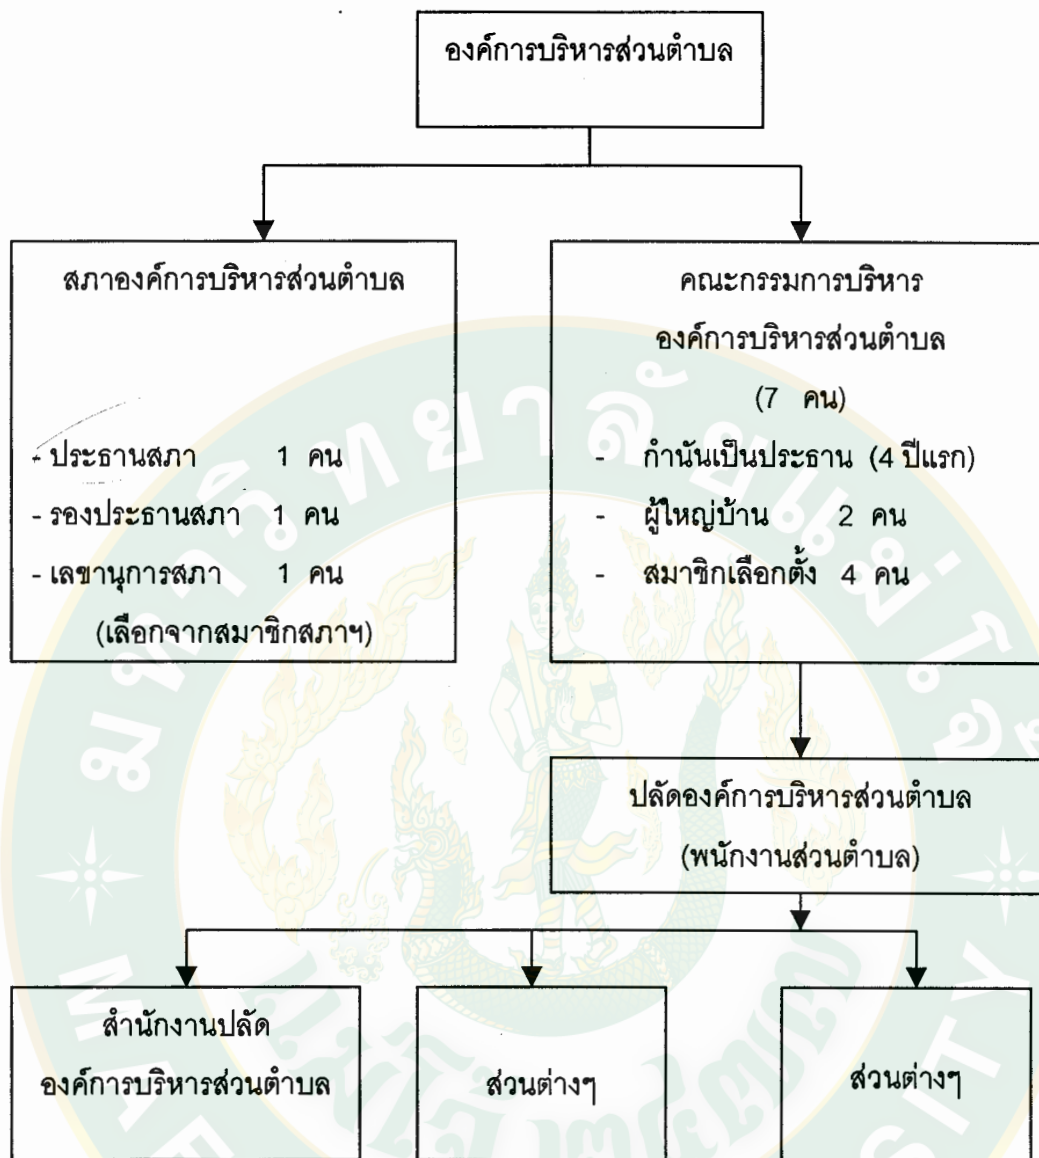 องค์การบริหารส่วนตำบล
สภาองค์การบริหารส่วนตำบล
- ประธานสภา 1 คน
- รองประธานสภา 1 คน
- เลขานุการสภา 1 คน
(เลือกจากสมาชิกสภาฯ)
คณะกรรมการบริหาร
องค์การบริหารส่วนตำบล
(7 คน)
- กำนันเป็นประธาน (4 ปีแรก)
- ผู้ใหญ่บ้าน 2 คน
- สมาชิกเลือกตั้ง 4 คน
ปลัดองค์การบริหารส่วนตำบล
(พนักงานส่วนตำบล)
สำนักงานปลัด
องค์การบริหารส่วนตำบล
ส่วนต่างๆ
ส่วนต่างๆ